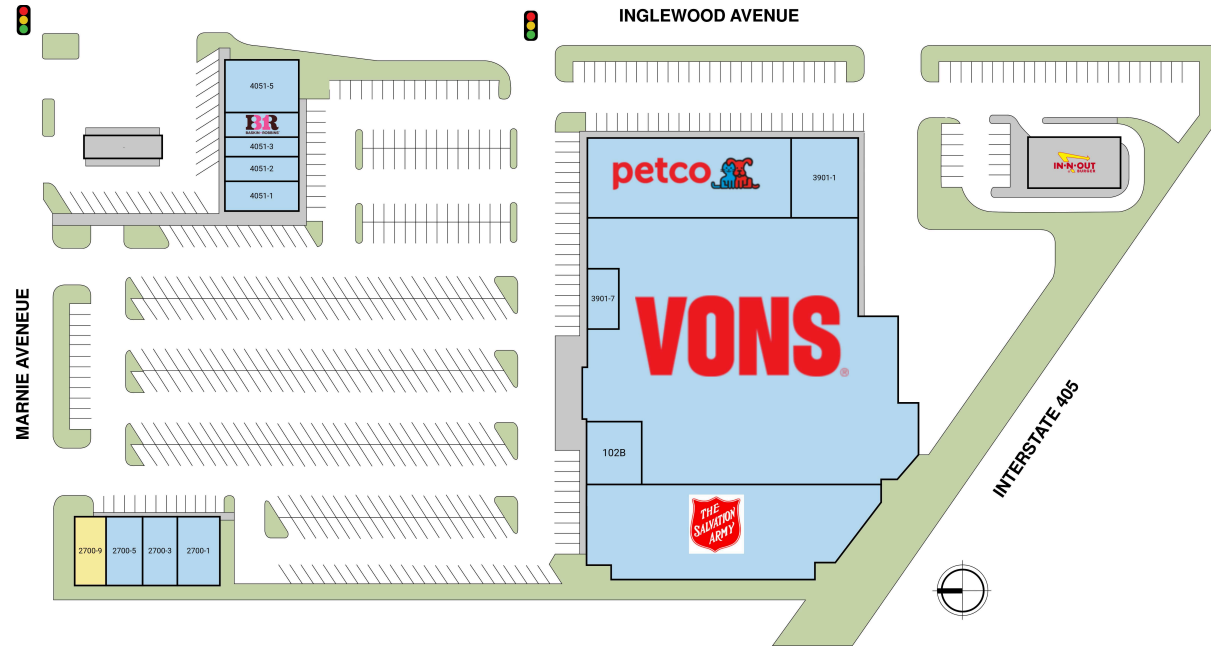 INGLEWOOD AVENUE
4051-5
BR
BASKIN ROBBINS
4051-3
4051-2
4051-1
petco
3901-1
IN-N-OUT
BURGER
3901-7
VONS®
MARNIE AVENEUE
INTERSTATE 405
102B
THE
SALVATION
ARMY
2700-9
2700-5
2700-3
2700-1